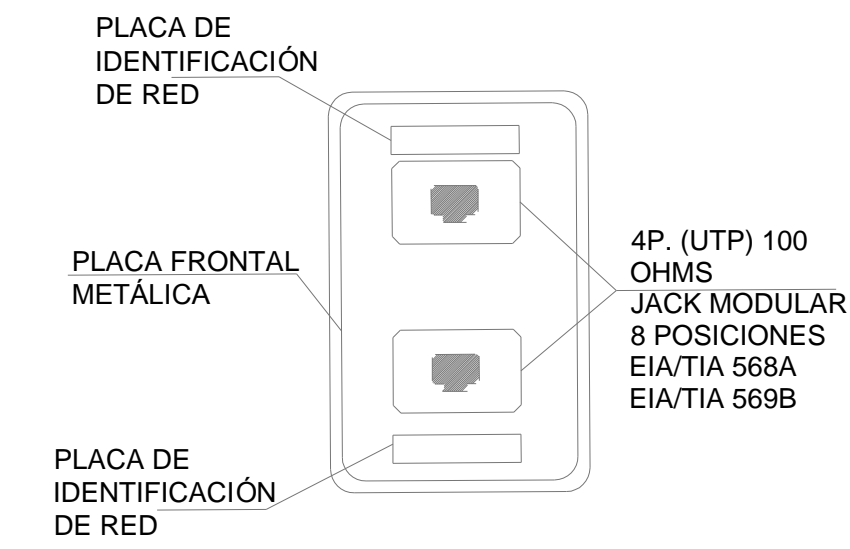 PLACA DE
IDENTIFICACIÓN
DE RED
PLACA FRONTAL
METÁLICA
4P. (UTP) 100
OHMS
JACK MODULAR
8 POSICIONES
EIA/TIA 568A
EIA/TIA 569B
PLACA DE
IDENTIFICACIÓN
DE RED